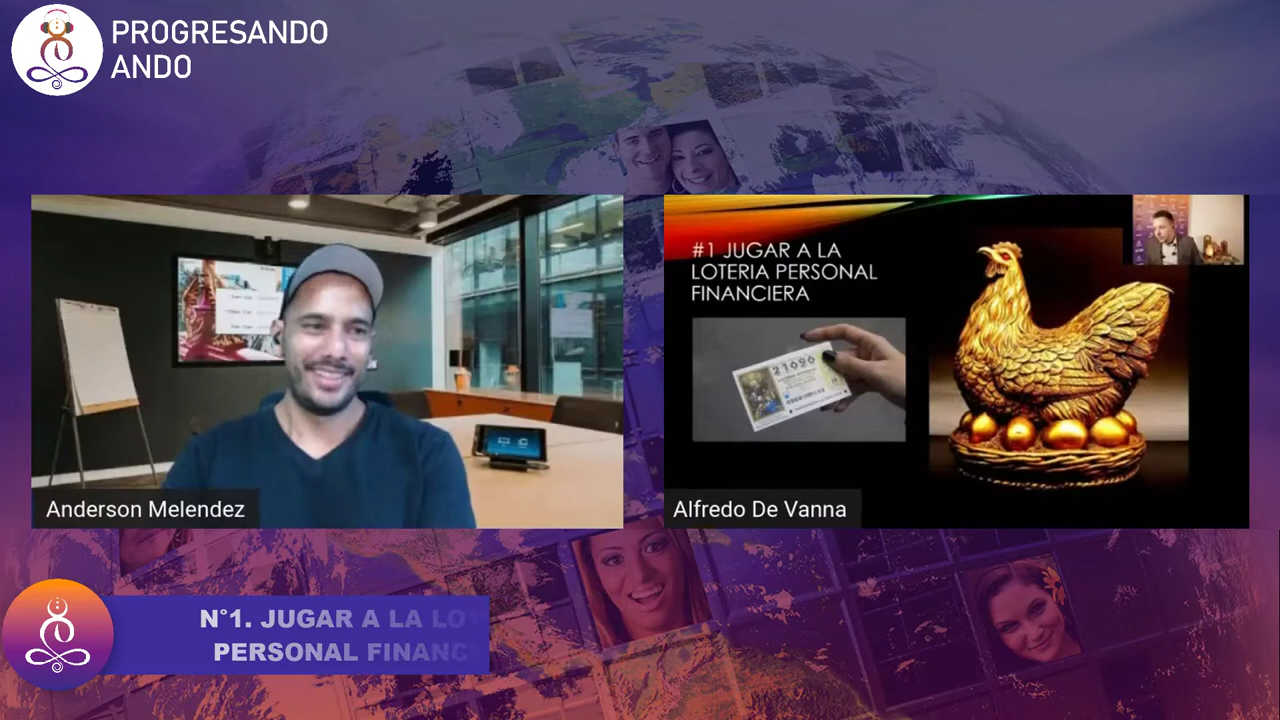 PROGRESANDO
ANDO
#1 JUGAR A LA
LOTERIA PERSONAL
FINANCIERA
21696
Anderson Melendez
Alfredo De Vanna
N°1. JUGAR A LA LO
PERSONAL FINANC